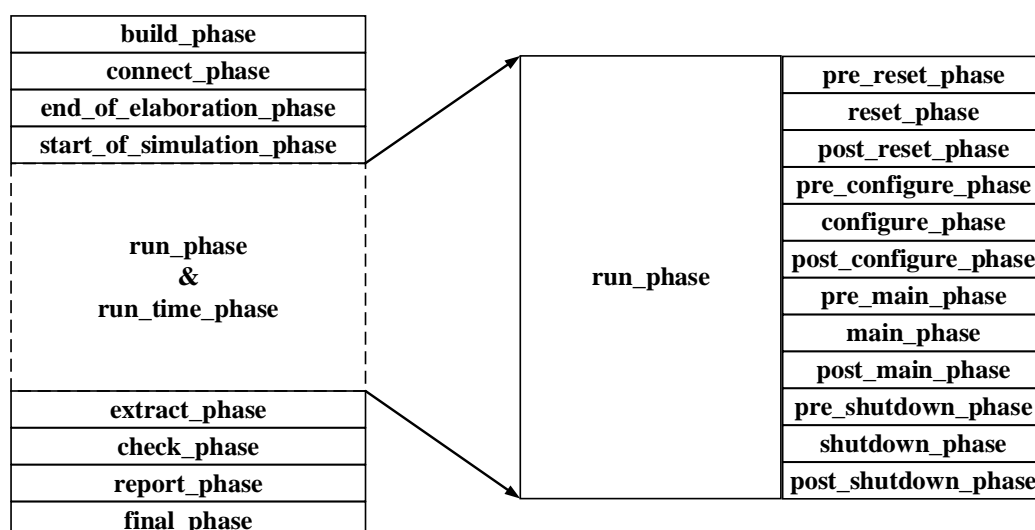 build_phase
connect_phase
end_of_elaboration_phase
start_of_simulation_phase
run_phase
&
run_time_phase
extract_phase
check_phase
report_phase
final_phase
run_phase
pre_reset_phase
reset_phase
post_reset_phase
pre_configure_phase
configure_phase
post_configure_phase
pre_main_phase
main_phase
post_main_phase
pre_shutdown_phase
shutdown_phase
post_shutdown_phase